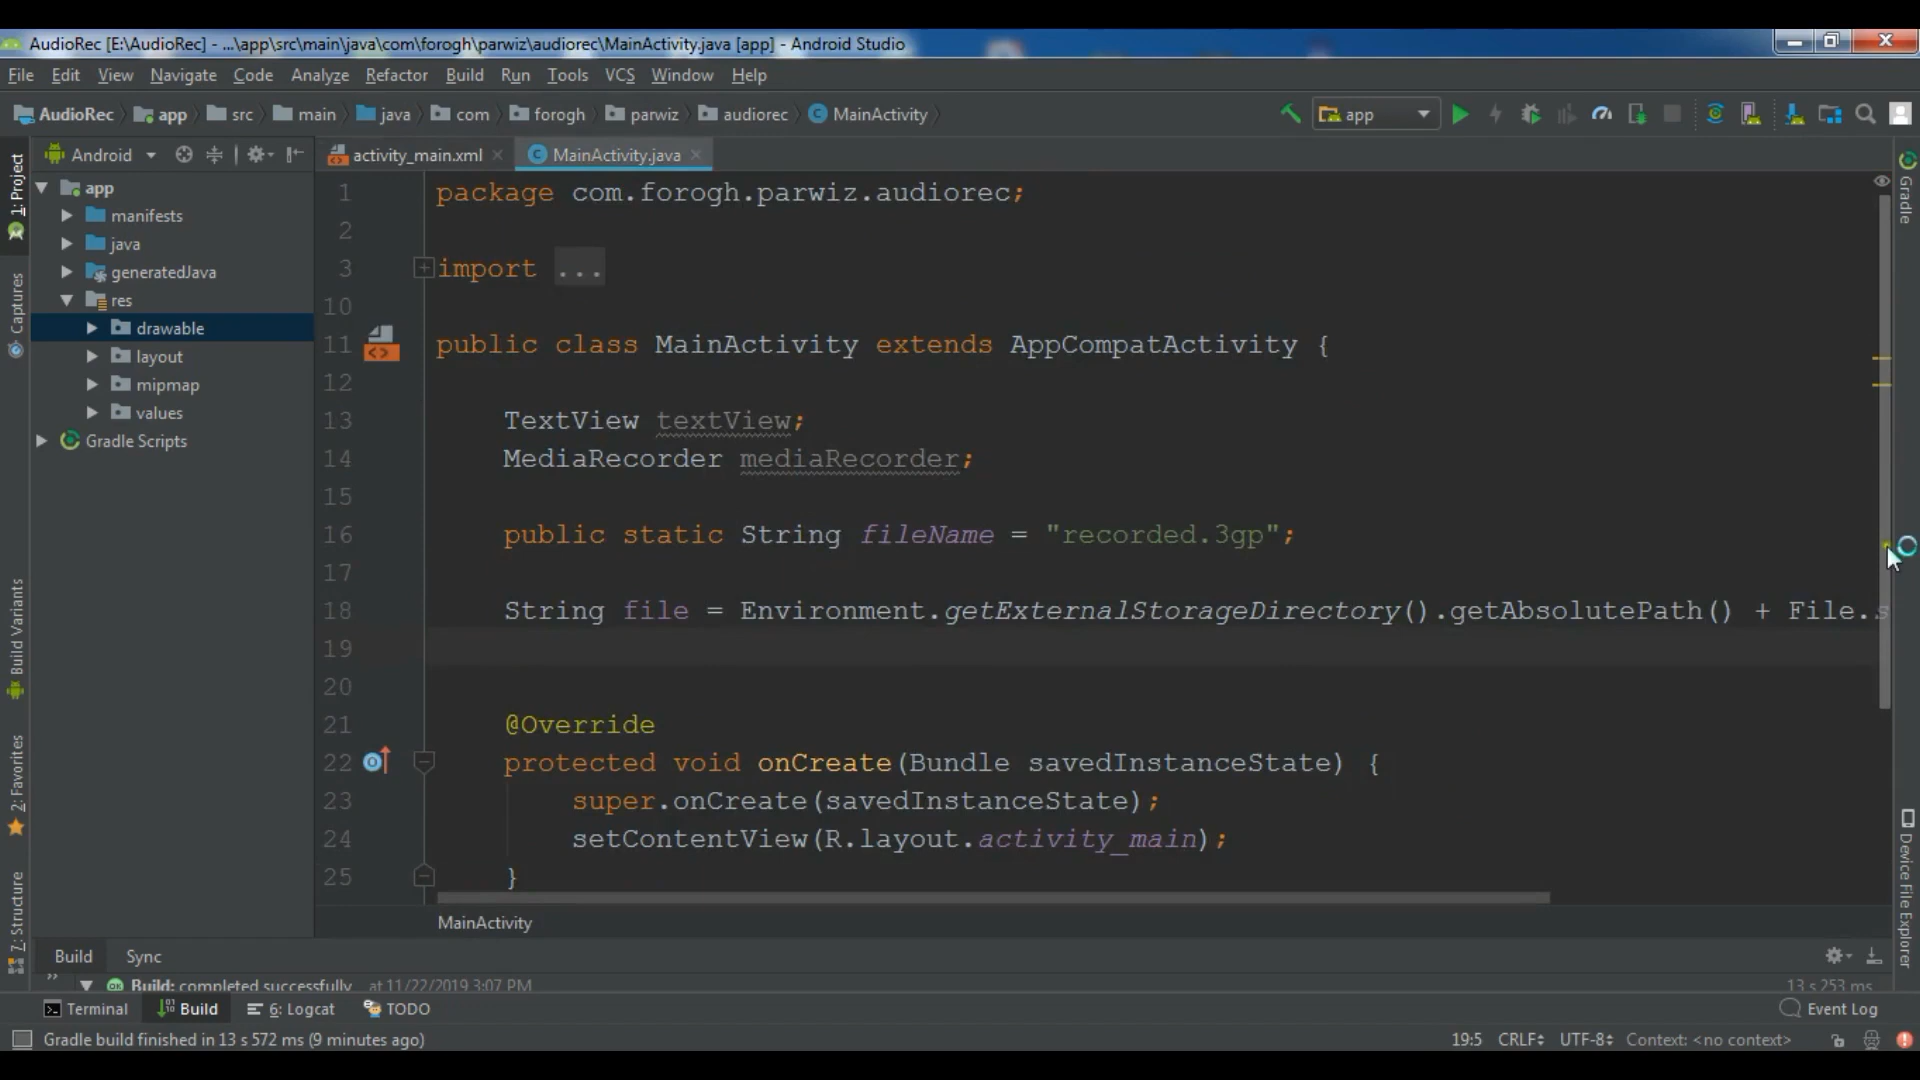 AudioRec [E:\AudioRec] - ...\app\src\main\java\com\forogh\parwiz\audiorec\MainActivity.java [app] - Android Studio
File Edit View Navigate Code Analyze Refactor Build Run Tools VCS Window Help
AudioRec app src main java com forogh parwiz audiorec MainActivity app
Android activity_main.xml MainActivity.java
1: Project
Captures
Build Variants
2: Favorites
7: Structure
app
manifests
java
generatedJava
res
drawable
layout
mipmap
values
Gradle Scripts
1 package com.forogh.parwiz.audiorec;
2
3 import ...
10
11 public class MainActivity extends AppCompatActivity {
12
13 TextView textView;
14 MediaRecorder mediaRecorder;
15
16 public static String fileName = "recorded.3gp";
17
18 String file = Environment.getExternalStorageDirectory().getAbsolutePath() + File.s
19
20
21 @Override
22 protected void onCreate(Bundle savedInstanceState) {
23 super.onCreate(savedInstanceState);
24 setContentView(R.layout.activity_main);
25 }
MainActivity
Gradle
Device File Explorer
Build Sync
Build: completed successfully at 11/22/2019 3:07 PM 13 s 253 ms
Terminal Build 6: Logcat TODO Event Log
Gradle build finished in 13 s 572 ms (9 minutes ago) 19:5 CRLF UTF-8 Context: <no context>